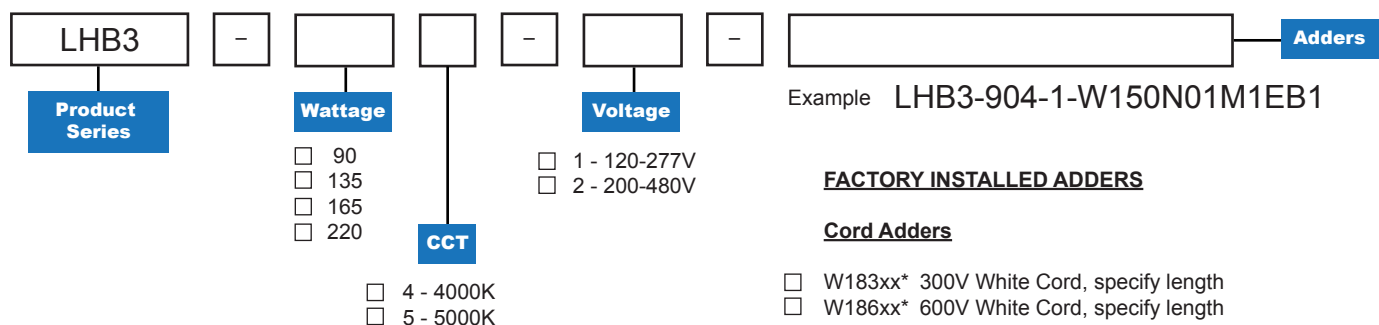 LHB3 - - -
Adders
Product
Series
Wattage
Voltage
Example LHB3-904-1-W150N01M1EB1
90
135
165
220
1 - 120-277V
2 - 200-480V
CCT
4 - 4000K
5 - 5000K
FACTORY INSTALLED ADDERS
Cord Adders
W183xx* 300V White Cord, specify length
W186xx* 600V White Cord, specify length